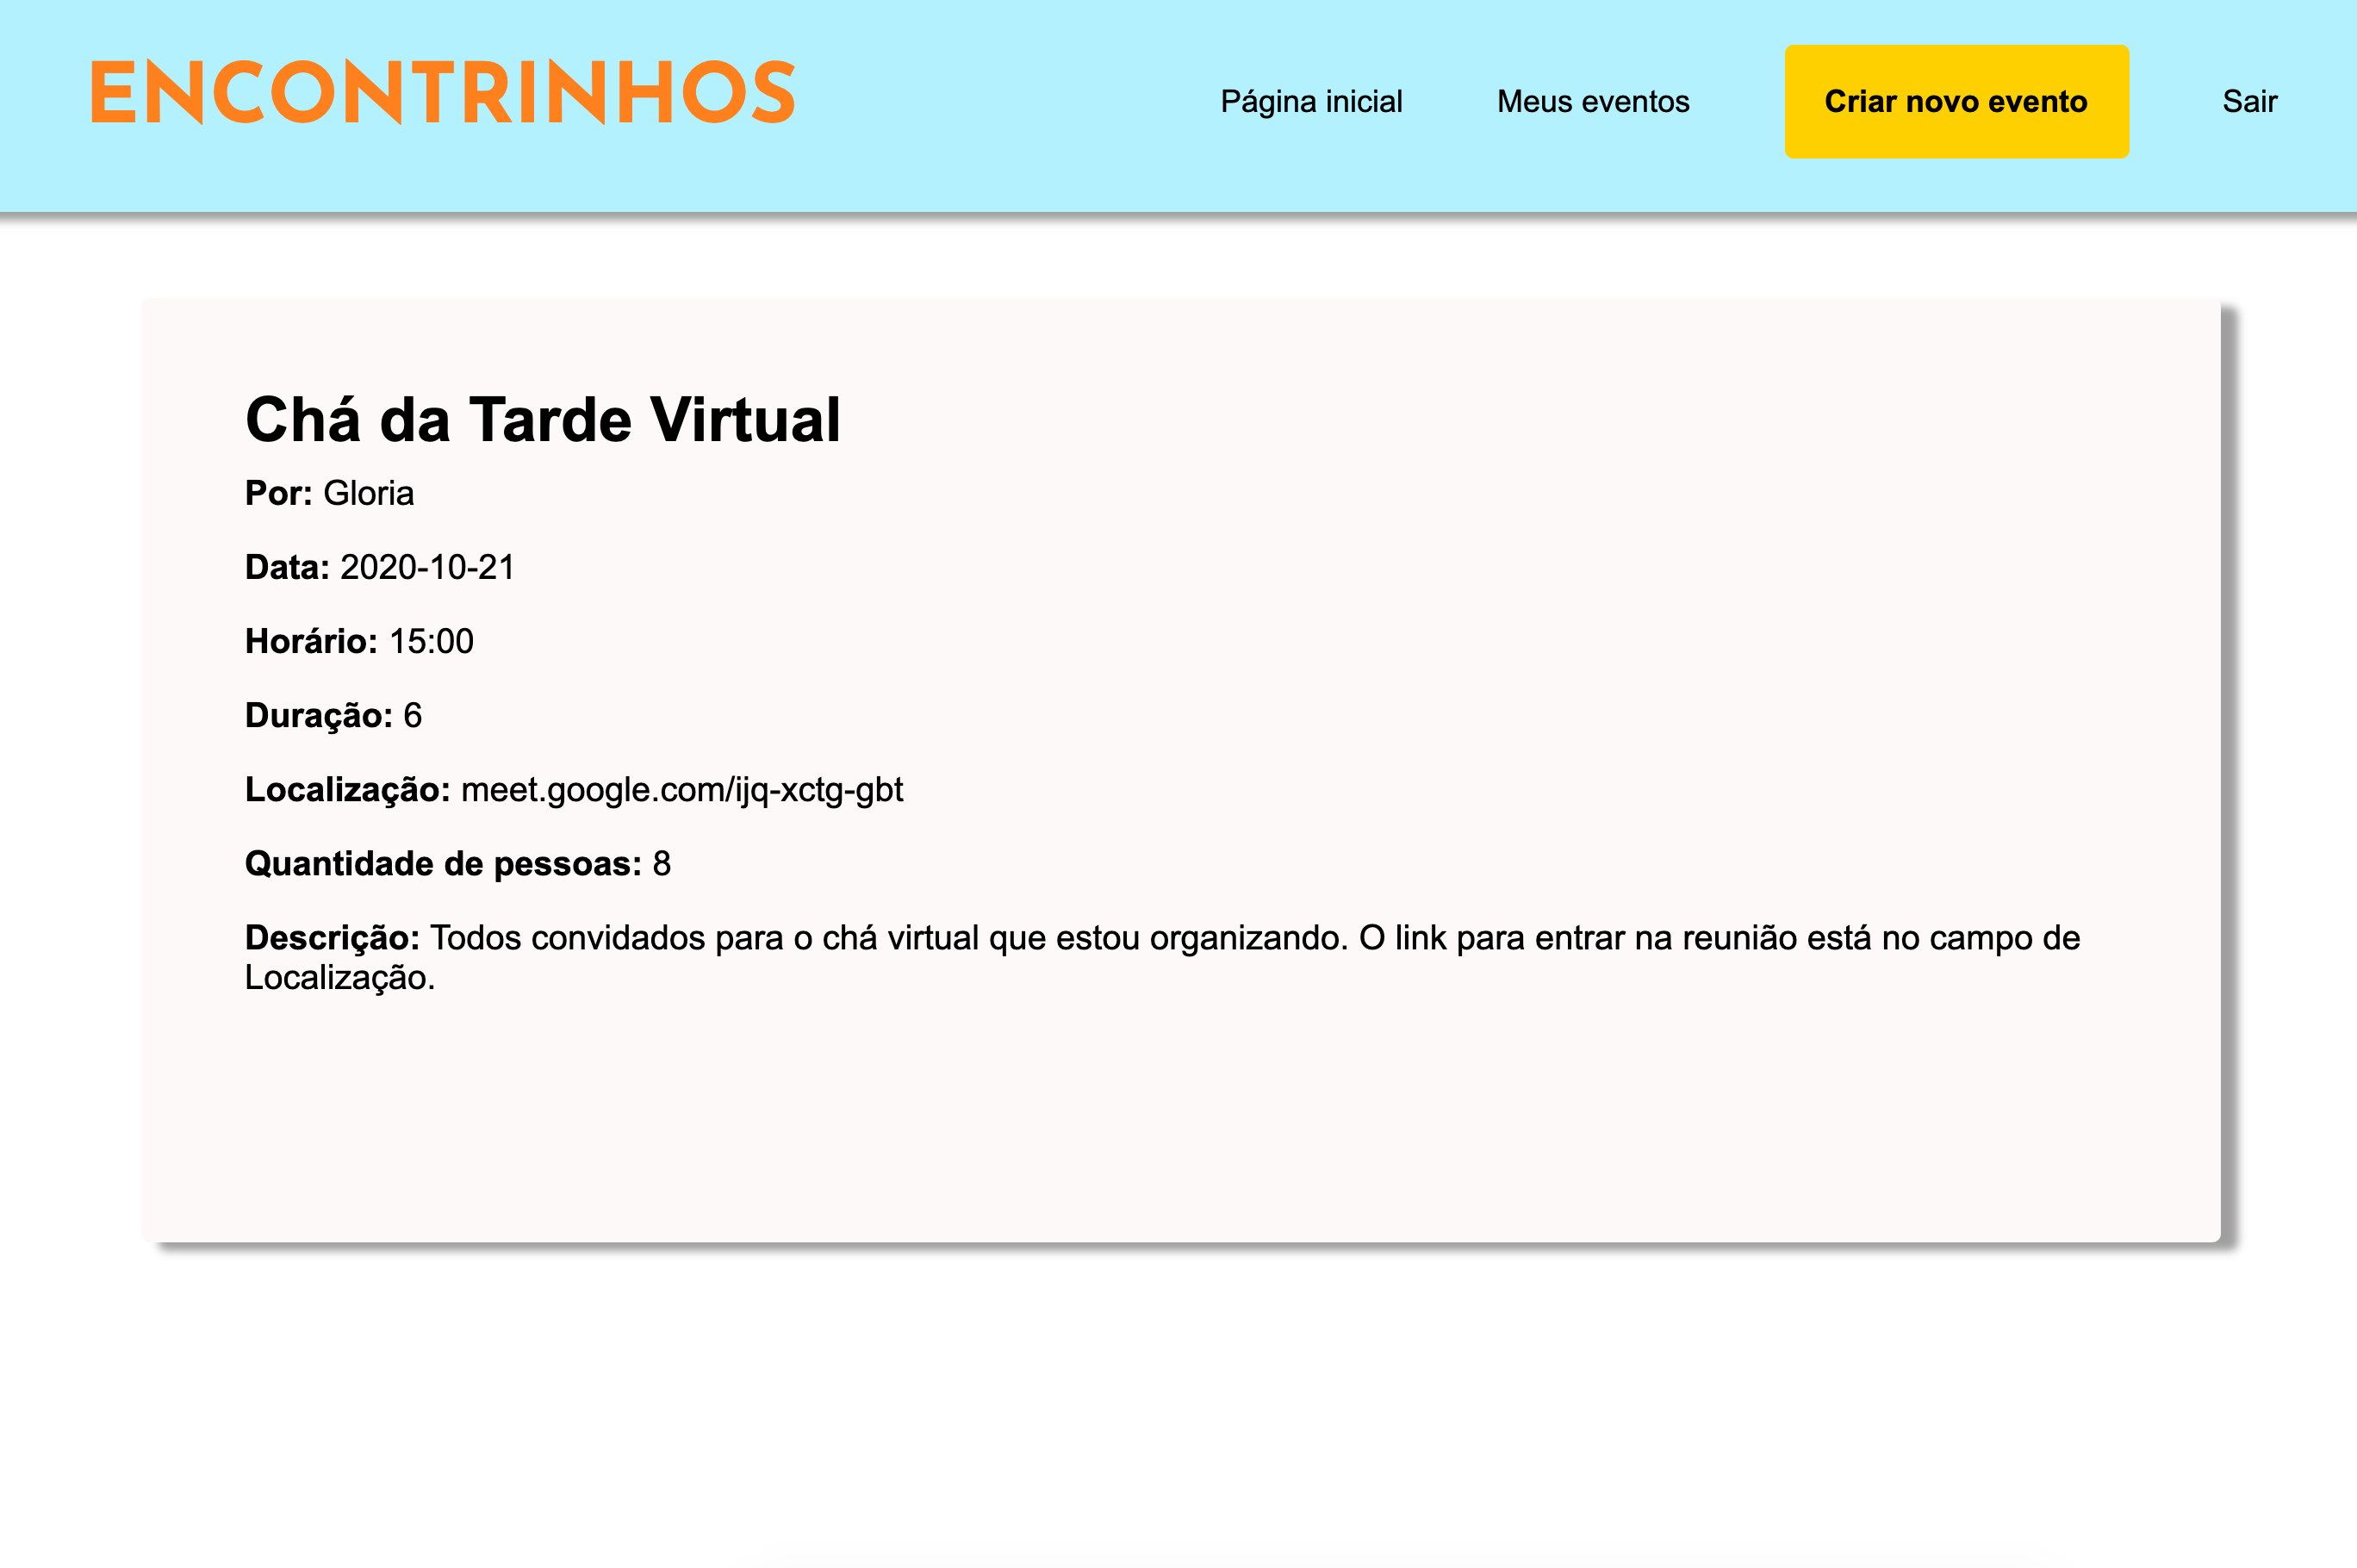 ENCONTRINHOS
Página inicial
Meus eventos
Criar novo evento
Sair
Chá da Tarde Virtual
Por: Gloria
Data: 2020-10-21
Horário: 15:00
Duração: 6
Localização: meet.google.com/ijq-xctg-gbt
Quantidade de pessoas: 8
Descrição: Todos convidados para o chá virtual que estou organizando. O link para entrar na reunião está no campo de
Localização.